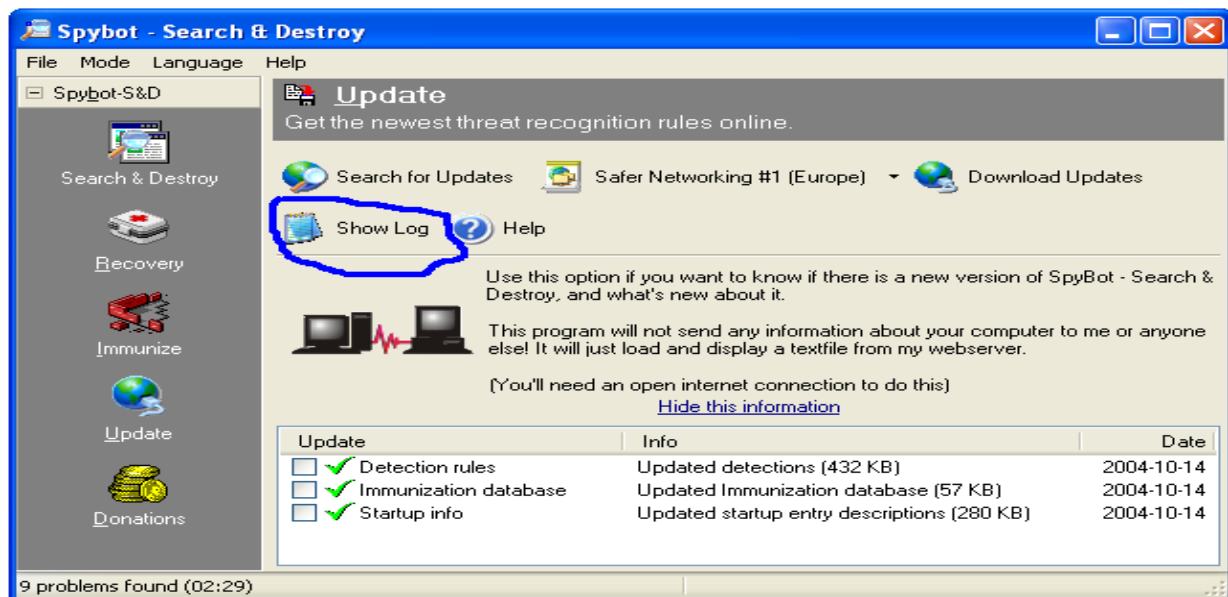 Spybot - Search & Destroy
File Mode Language Help
Spybot-S&D
Search & Destroy
Recovery
Immunize
Update
Donations
Update
Get the newest threat recognition rules online.
Search for Updates Safer Networking #1 (Europe) Download Updates
Show Log Help
Use this option if you want to know if there is a new version of SpyBot - Search &
Destroy, and what's new about it.
This program will not send any information about your computer to me or anyone
else! It will just load and display a textfile from my webserver.
(You'll need an open internet connection to do this)
Hide this information
Update Info Date
Detection rules Updated detections (432 KB) 2004-10-14
Immunization database Updated Immunization database (57 KB) 2004-10-14
Startup info Updated startup entry descriptions (280 KB) 2004-10-14
9 problems found (02:29)